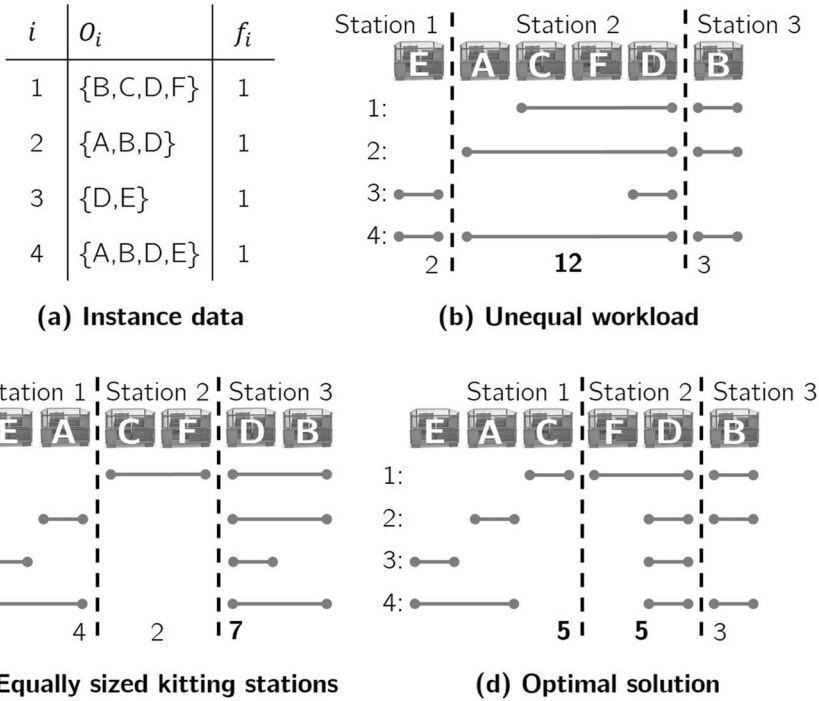 i O_i f_i
1 {B,C,D,F} 1
2 {A,B,D} 1
3 {D,E} 1
4 {A,B,D,E} 1
(a) Instance data
Station 1 Station 2 Station 3
E A C F D B
1:
2:
3:
4:
2 12 3
(b) Unequal workload
tation 1 Station 2 Station 3
E A C F D B
4 2 7
Equally sized kitting stations
Station 1 Station 2 Station 3
E A C F D B
1:
2:
3:
4:
5 5 3
(d) Optimal solution